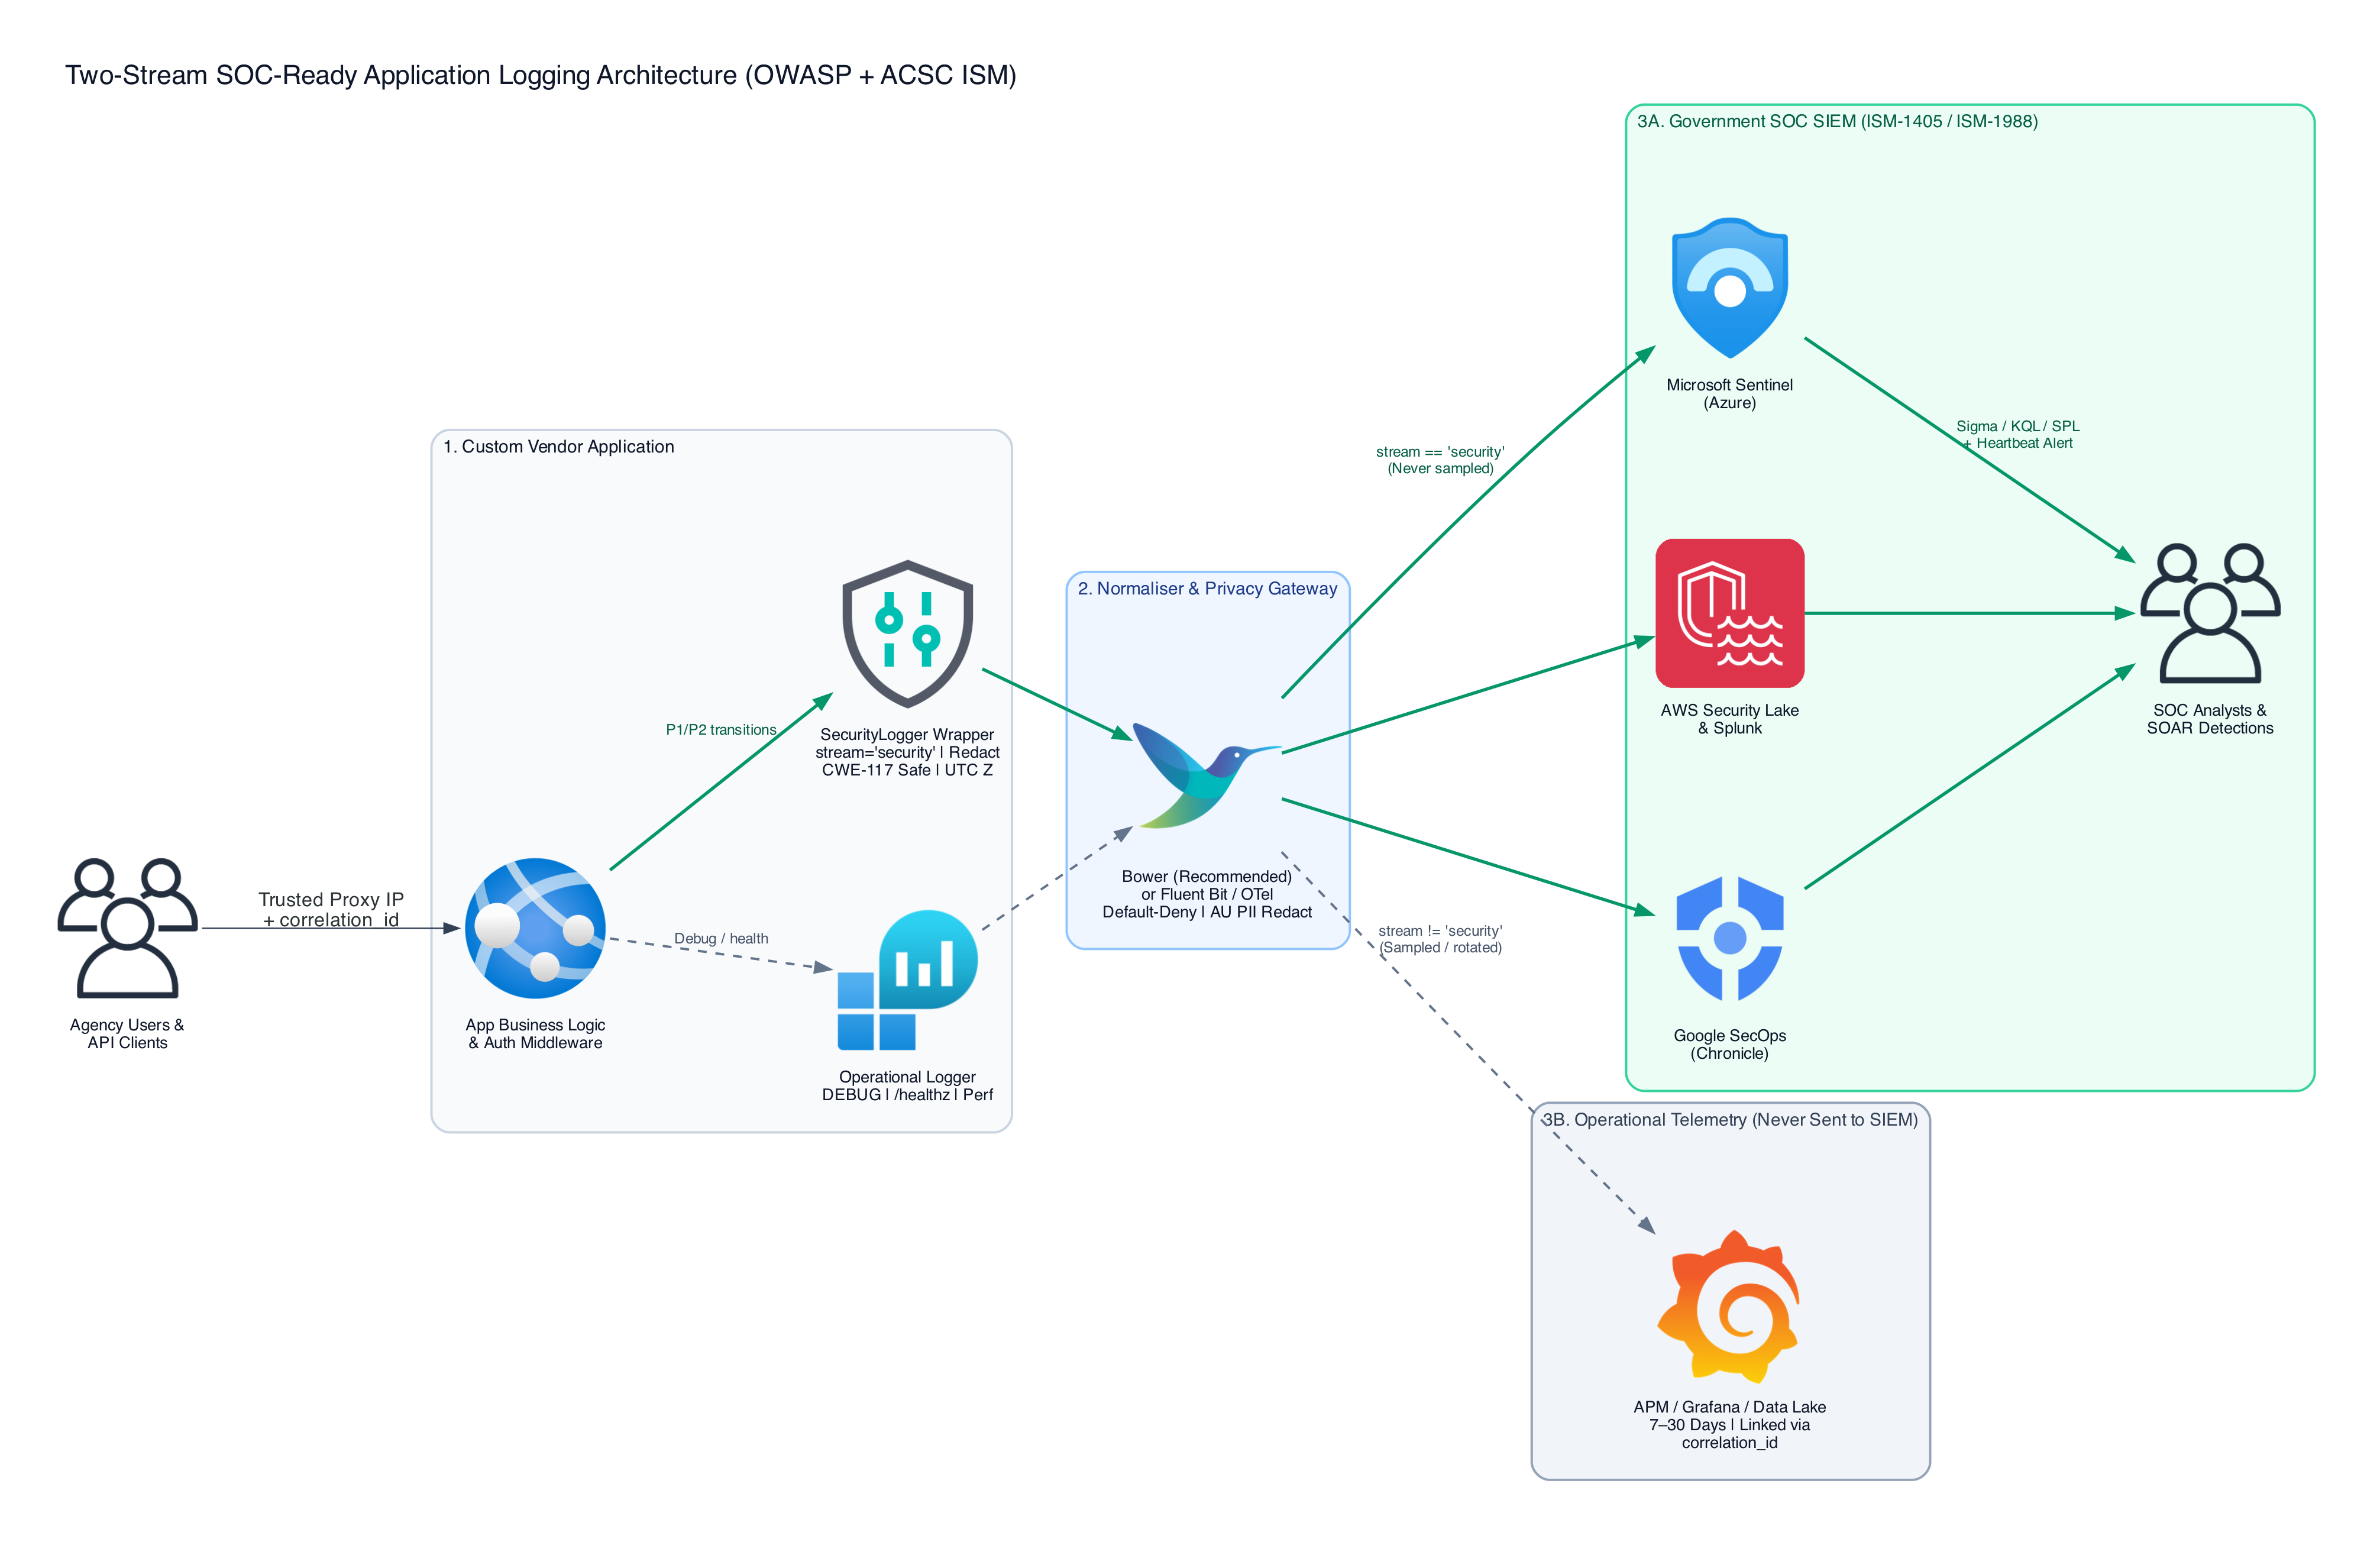 Two-Stream SOC-Ready Application Logging Architecture (OWASP + ACSC ISM)
3A. Government SOC SIEM (ISM-1405 / ISM-1988)
Microsoft Sentinel
(Azure)
Sigma / KQL / SPL
+ Heartbeat Alert
1. Custom Vendor Application
stream == 'security'
(Never sampled)
2. Normaliser & Privacy Gateway
AWS Security Lake
& Splunk
SOC Analysts &
SOAR Detections
P1/P2 transitions
SecurityLogger Wrapper
stream='security' | Redact
CWE-117 Safe | UTC Z
Trusted Proxy IP
+ correlation_id
Bower (Recommended)
or Fluent Bit / OTel
Default-Deny | AU PII Redact
Debug / health
stream != 'security'
(Sampled / rotated)
Agency Users &
API Clients
App Business Logic
& Auth Middleware
Google SecOps
(Chronicle)
Operational Logger
DEBUG | /healthz | Perf
3B. Operational Telemetry (Never Sent to SIEM)
APM / Grafana / Data Lake
7–30 Days | Linked via
correlation_id